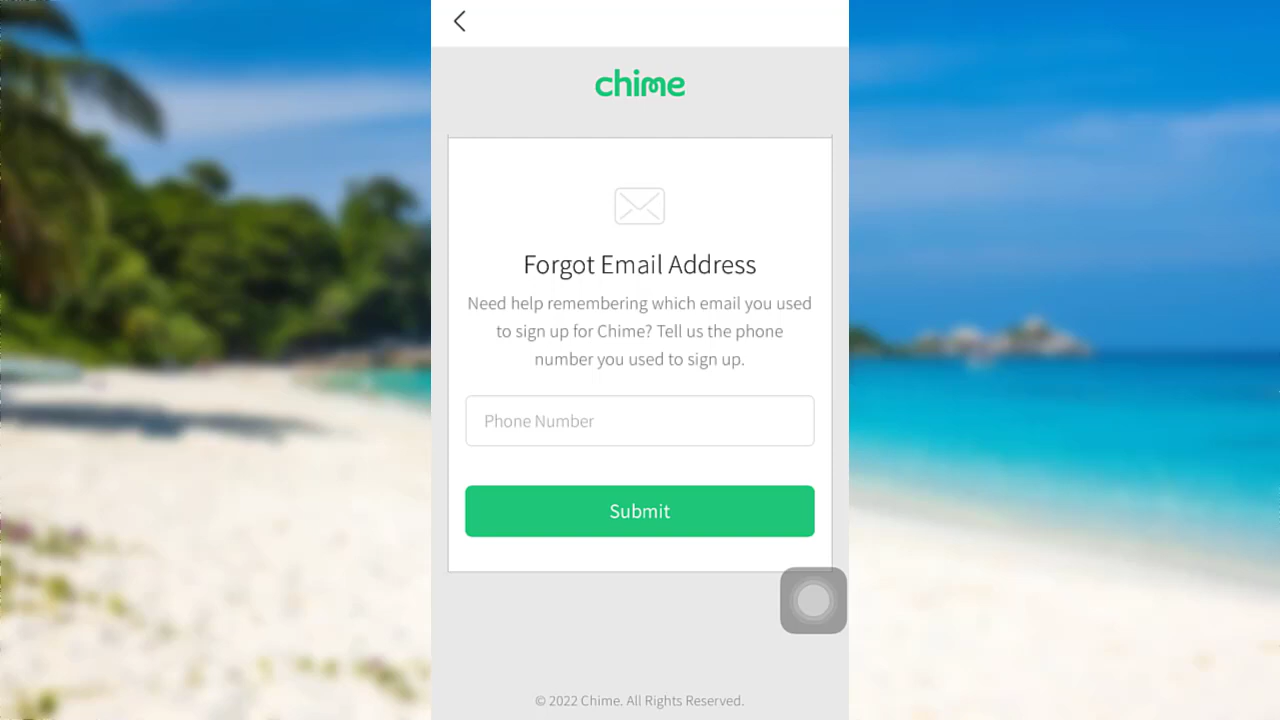 chime
Forgot Email Address
Need help remembering which email you used
to sign up for Chime? Tell us the phone
number you used to sign up.
Phone Number
Submit
© 2022 Chime. All Rights Reserved.